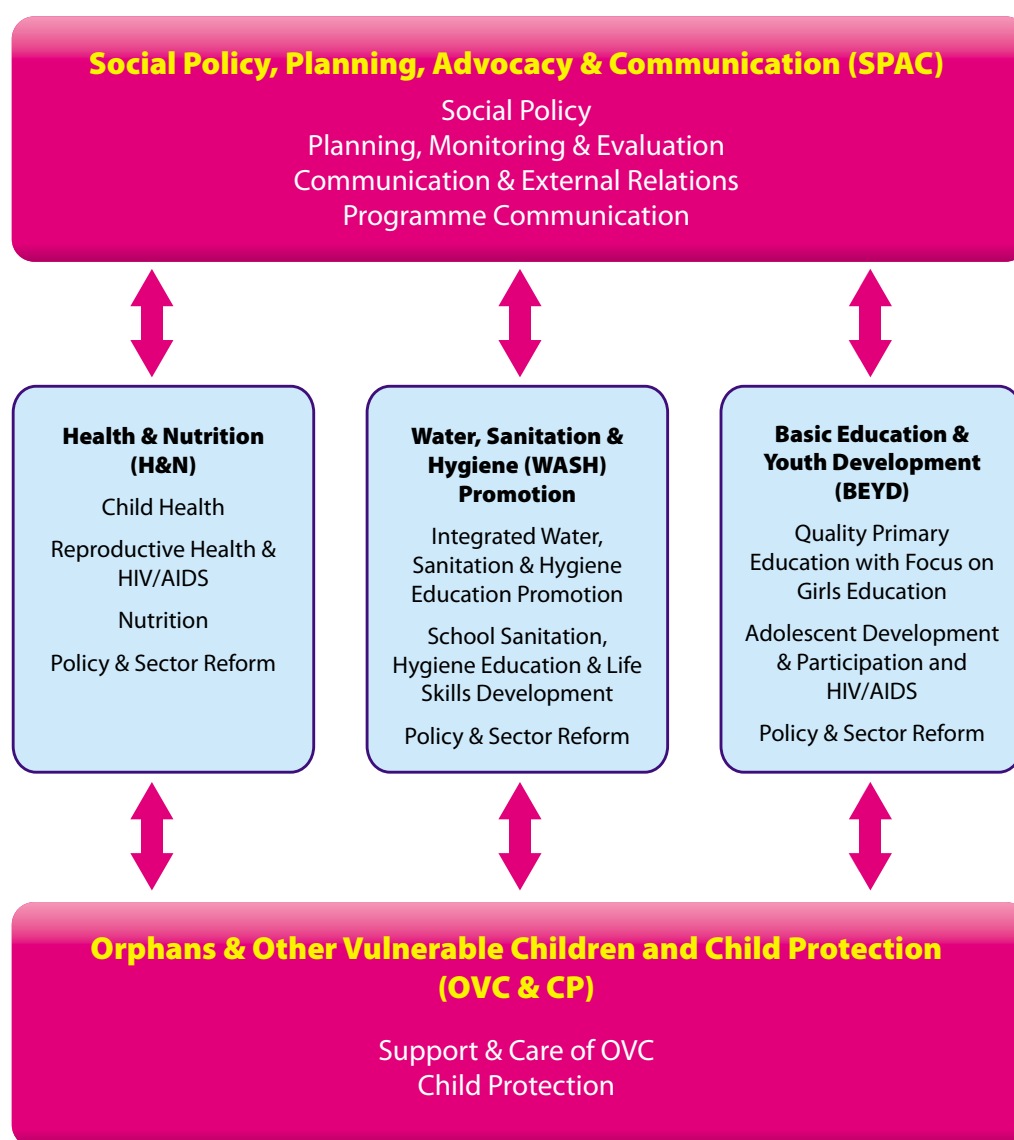 Social Policy, Planning, Advocacy & Communication (SPAC)
Social Policy
Planning, Monitoring & Evaluation
Communication & External Relations
Programme Communication
Health & Nutrition
(H&N)
Child Health
Reproductive Health &
HIV/AIDS
Nutrition
Policy & Sector Reform
Water, Sanitation &
Hygiene (WASH)
Promotion
Integrated Water,
Sanitation & Hygiene
Education Promotion
School Sanitation,
Hygiene Education & Life
Skills Development
Policy & Sector Reform
Basic Education &
Youth Development
(BEYD)
Quality Primary
Education with Focus on
Girls Education
Adolescent Development
& Participation and
HIV/AIDS
Policy & Sector Reform
Orphans & Other Vulnerable Children and Child Protection
(OVC & CP)
Support & Care of OVC
Child Protection